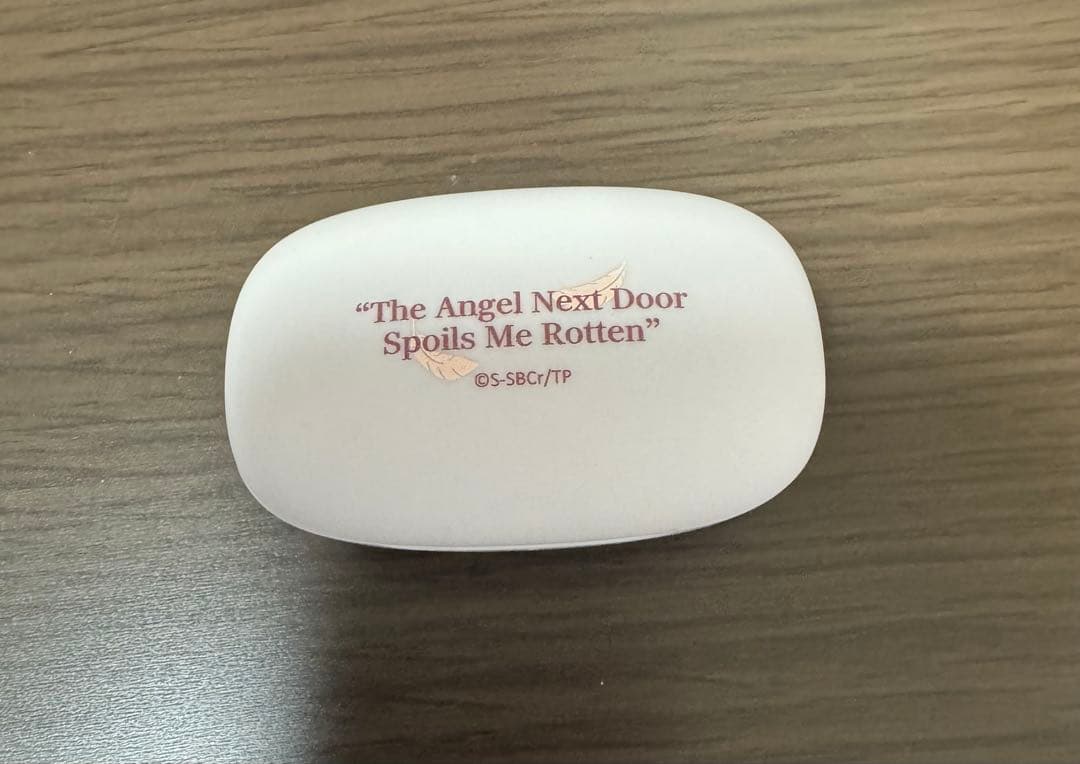 “The Angel Next Door
Spoils Me Rotten”
©S-SBCr/TP